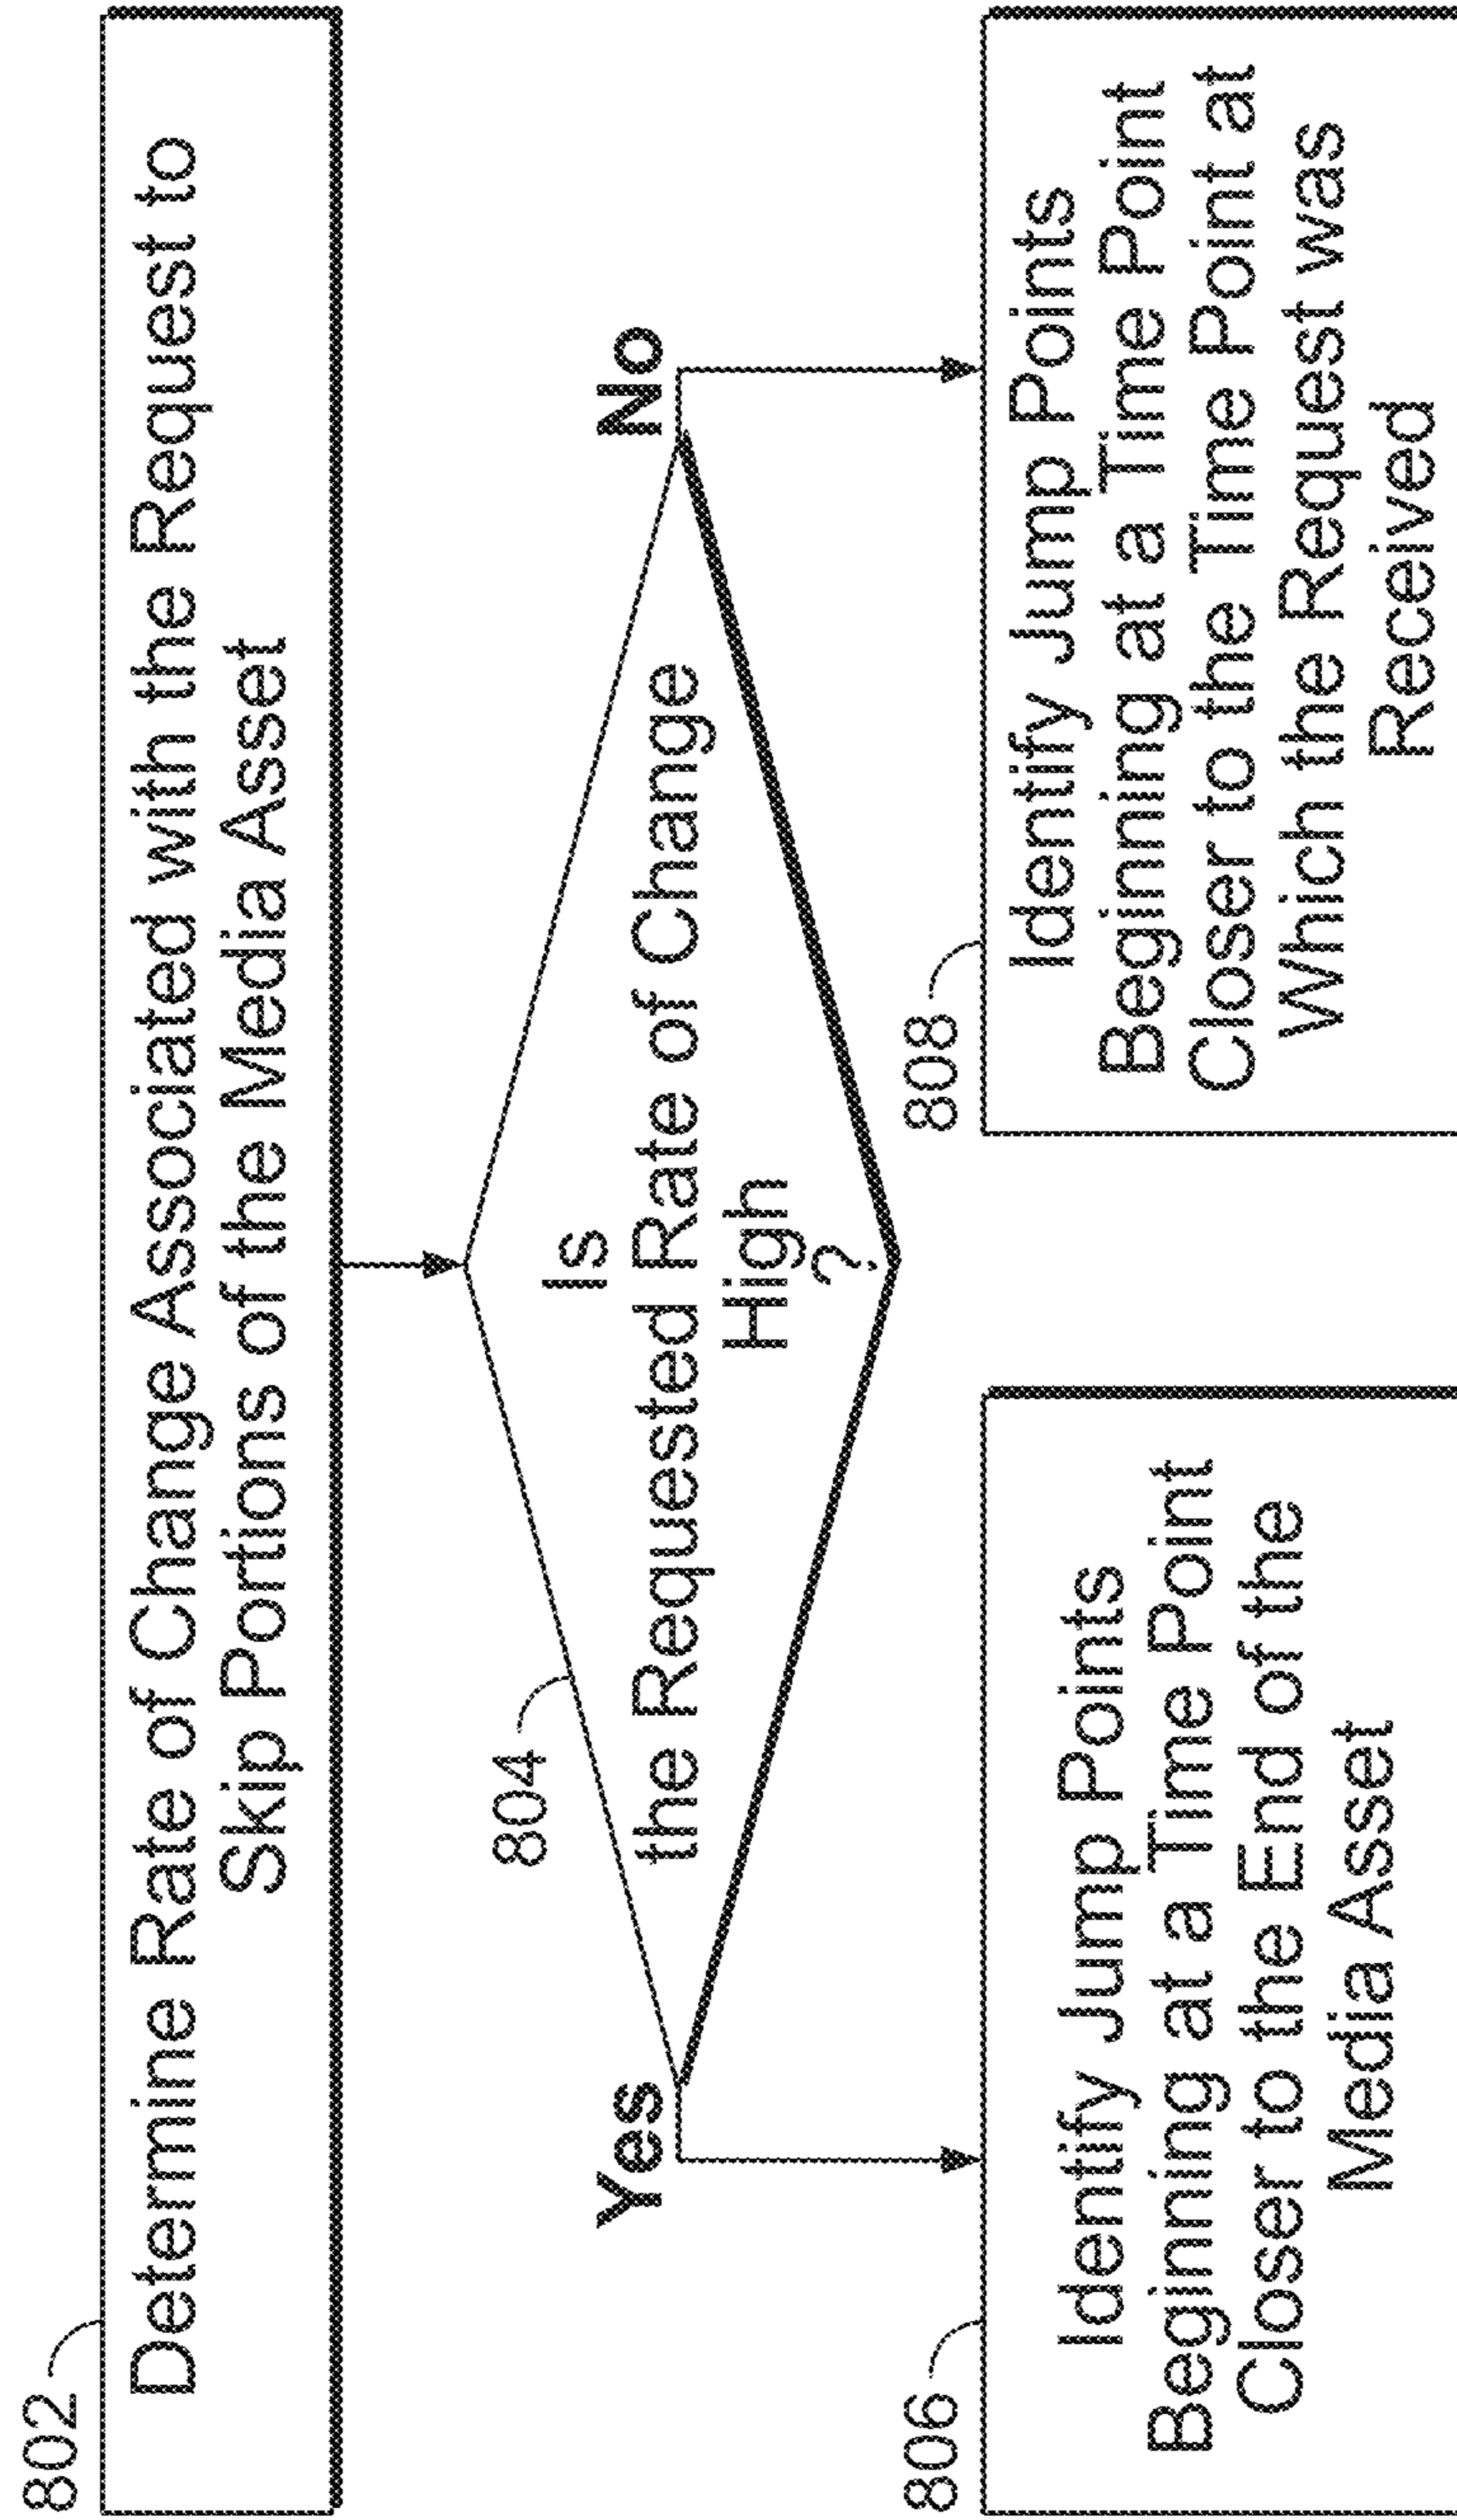 802
Determine Rate of Change Associated with the Request to
Skip Portions of the Media Asset
804
Is
the Requested Rate of Change
High
?
Yes
No
806
Identify Jump Points
Beginning at a Time Point
Closer to the End of the
Media Asset
808
Identify Jump Points
Beginning at a Time Point
Closer to the Time Point at
Which the Request was
Received